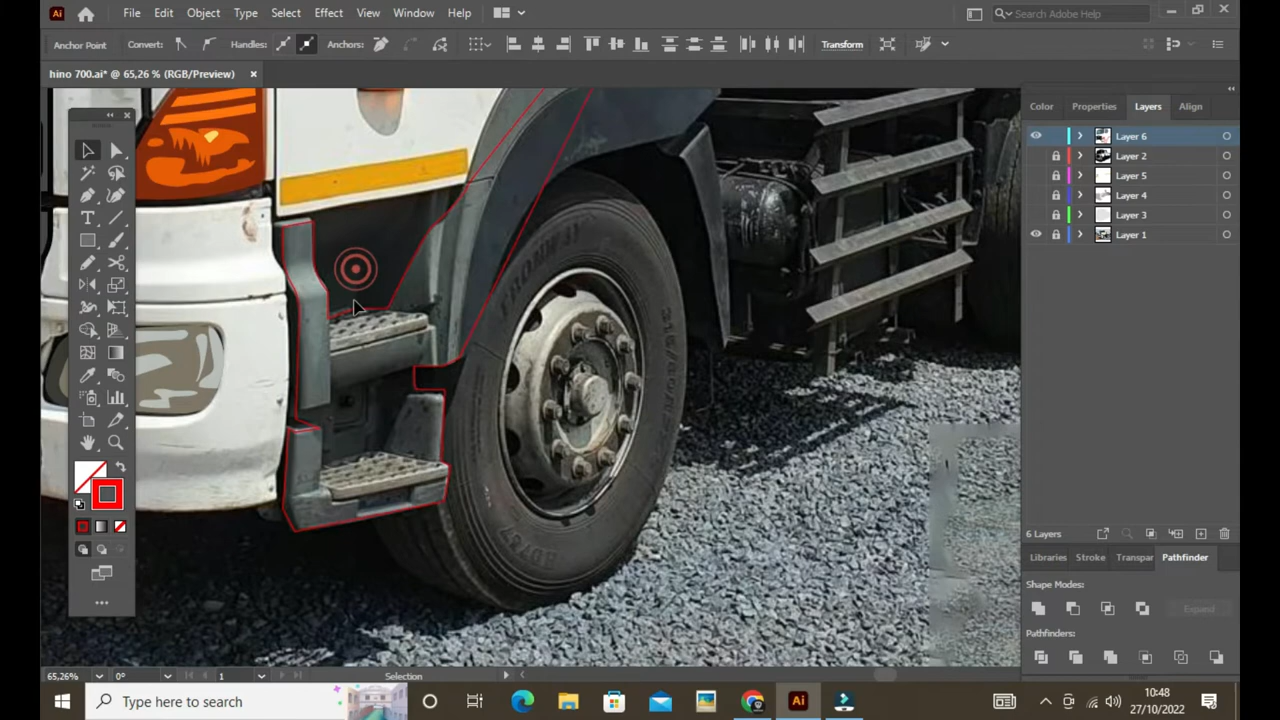 Ai
File Edit Object Type Select Effect View Window Help
Search Adobe Help
Anchor Point Convert: Handles: Anchors: Transform
hino 700.ai* @ 65,26 % (RGB/Preview) ×
Color Properties Layers Align
Layer 6
Layer 2
Layer 5
Layer 4
Layer 3
Layer 1
6 Layers
Libraries Stroke Transpar Pathfinder
Shape Modes:
Expand
Pathfinders:
65,26% 0° 1 Selection
Type here to search
Ai
10:48
27/10/2022